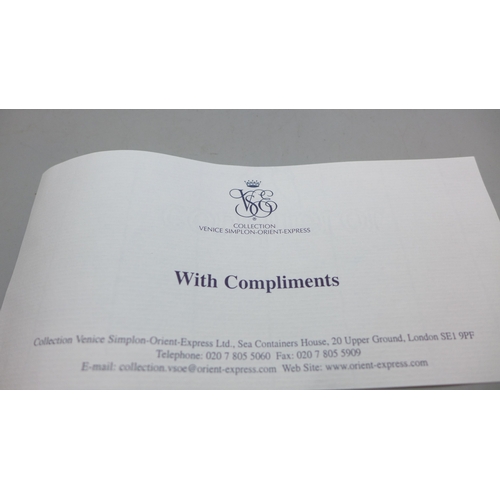 VSOE
®
COLLECTION
VENICE SIMPLON-ORIENT-EXPRESS
With Compliments
Collection Venice Simplon-Orient-Express Ltd., Sea Containers House, 20 Upper Ground, London SE1 9PF
Telephone: 020 7 805 5060 Fax: 020 7 805 5909
E-mail: collection.vsoe@orient-express.com Web Site: www.orient-express.com